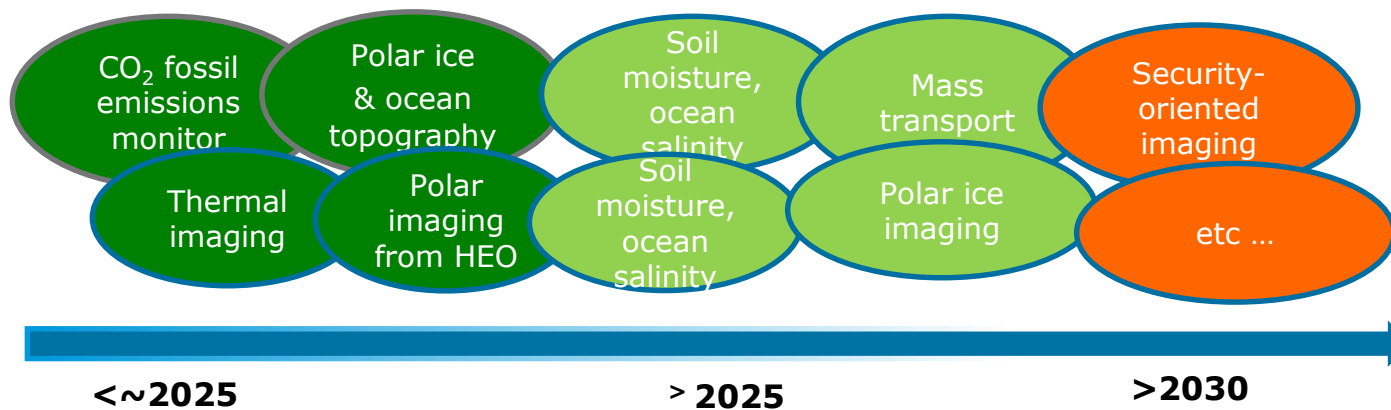 CO₂ fossil
emissions
monitor
Polar ice
& ocean
topography
Soil
moisture,
ocean
salinity
Mass
transport
Security-
oriented
imaging
Thermal
imaging
Polar
imaging
from HEO
Soil
moisture,
ocean
salinity
Polar ice
imaging
etc ...
<~2025
> 2025
>2030